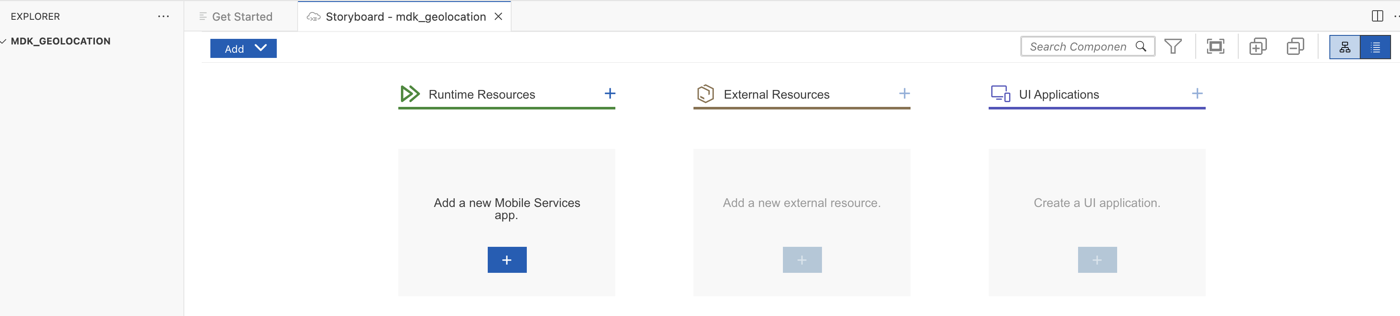 EXPLORER
Get Started
Storyboard - mdk_geolocation
MDK_GEOLOCATION
Add
Search Componen
Runtime Resources
External Resources
UI Applications
Add a new Mobile Services
app.
Add a new external resource.
Create a UI application.